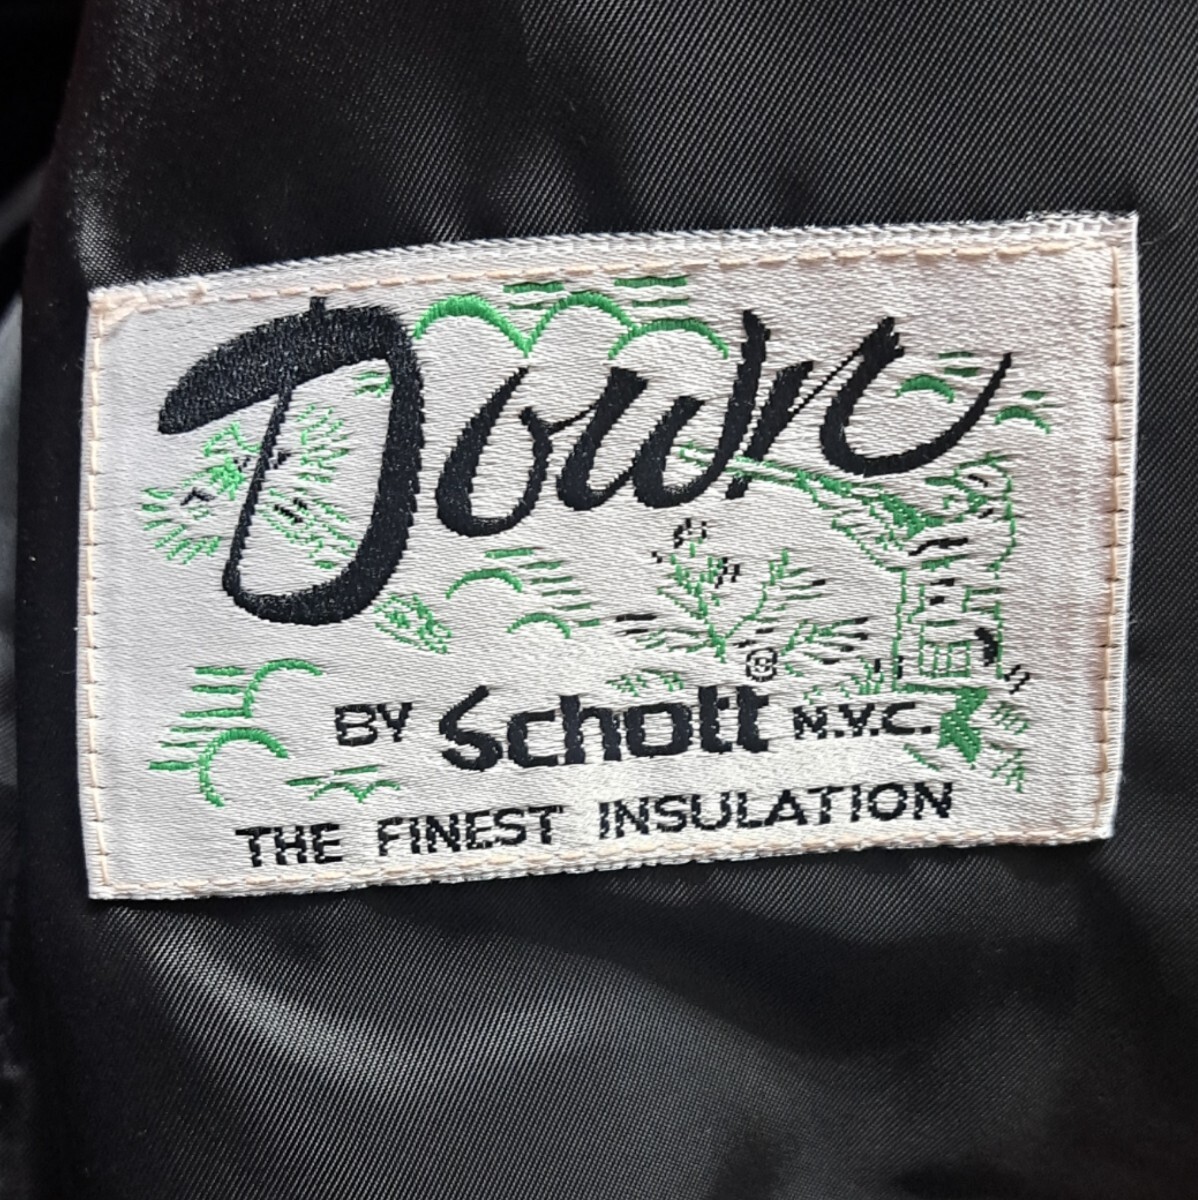 Down
BY Schott® N.Y.C.
THE FINEST INSULATION